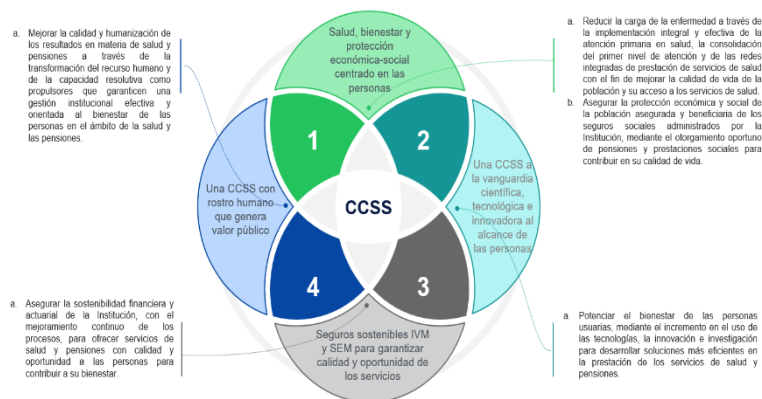 a. Mejorar la calidad y humanización de
los resultados en materia de salud y
pensiones a través de la
transformación del recurso humano y
de la capacidad resolutiva como
propulsores que garanticen una
gestión institucional efectiva y
orientada al bienestar de las
personas en el ámbito de la salud y
las pensiones.
Salud, bienestar y
protección
económica-social
centrado en las
personas
a. Reducir la carga de la enfermedad a través de
la implementación integral y efectiva de la
atención primaria en salud, la consolidación
del primer nivel de atención y de las redes
integradas de prestación de servicios de salud
con el fin de mejorar la calidad de vida de la
población y su acceso a los servicios de salud.
b. Asegurar la protección económica y social de
la población asegurada y beneficiaria de los
seguros sociales administrados por la
Institución, mediante el otorgamiento oportuno
de pensiones y prestaciones sociales para
contribuir en su calidad de vida.
1
2
Una CCSS con
rostro humano
que genera
valor público
CCSS
Una CCSS a
la vanguardia
científica,
tecnológica e
innovadora al
alcance de
las personas
4
3
a. Asegurar la sostenibilidad financiera y
actuarial de la Institución, con el
mejoramiento continuo de los
procesos, para ofrecer servicios de
salud y pensiones con calidad y
oportunidad a las personas para
contribuir a su bienestar.
Seguros sostenibles IVM
y SEM para garantizar
calidad y oportunidad de
los servicios
a. Potenciar el bienestar de las personas
usuarias, mediante el incremento en el uso de
las tecnologías, la innovación e investigación
para desarrollar soluciones más eficientes en
la prestación de los servicios de salud y
pensiones.